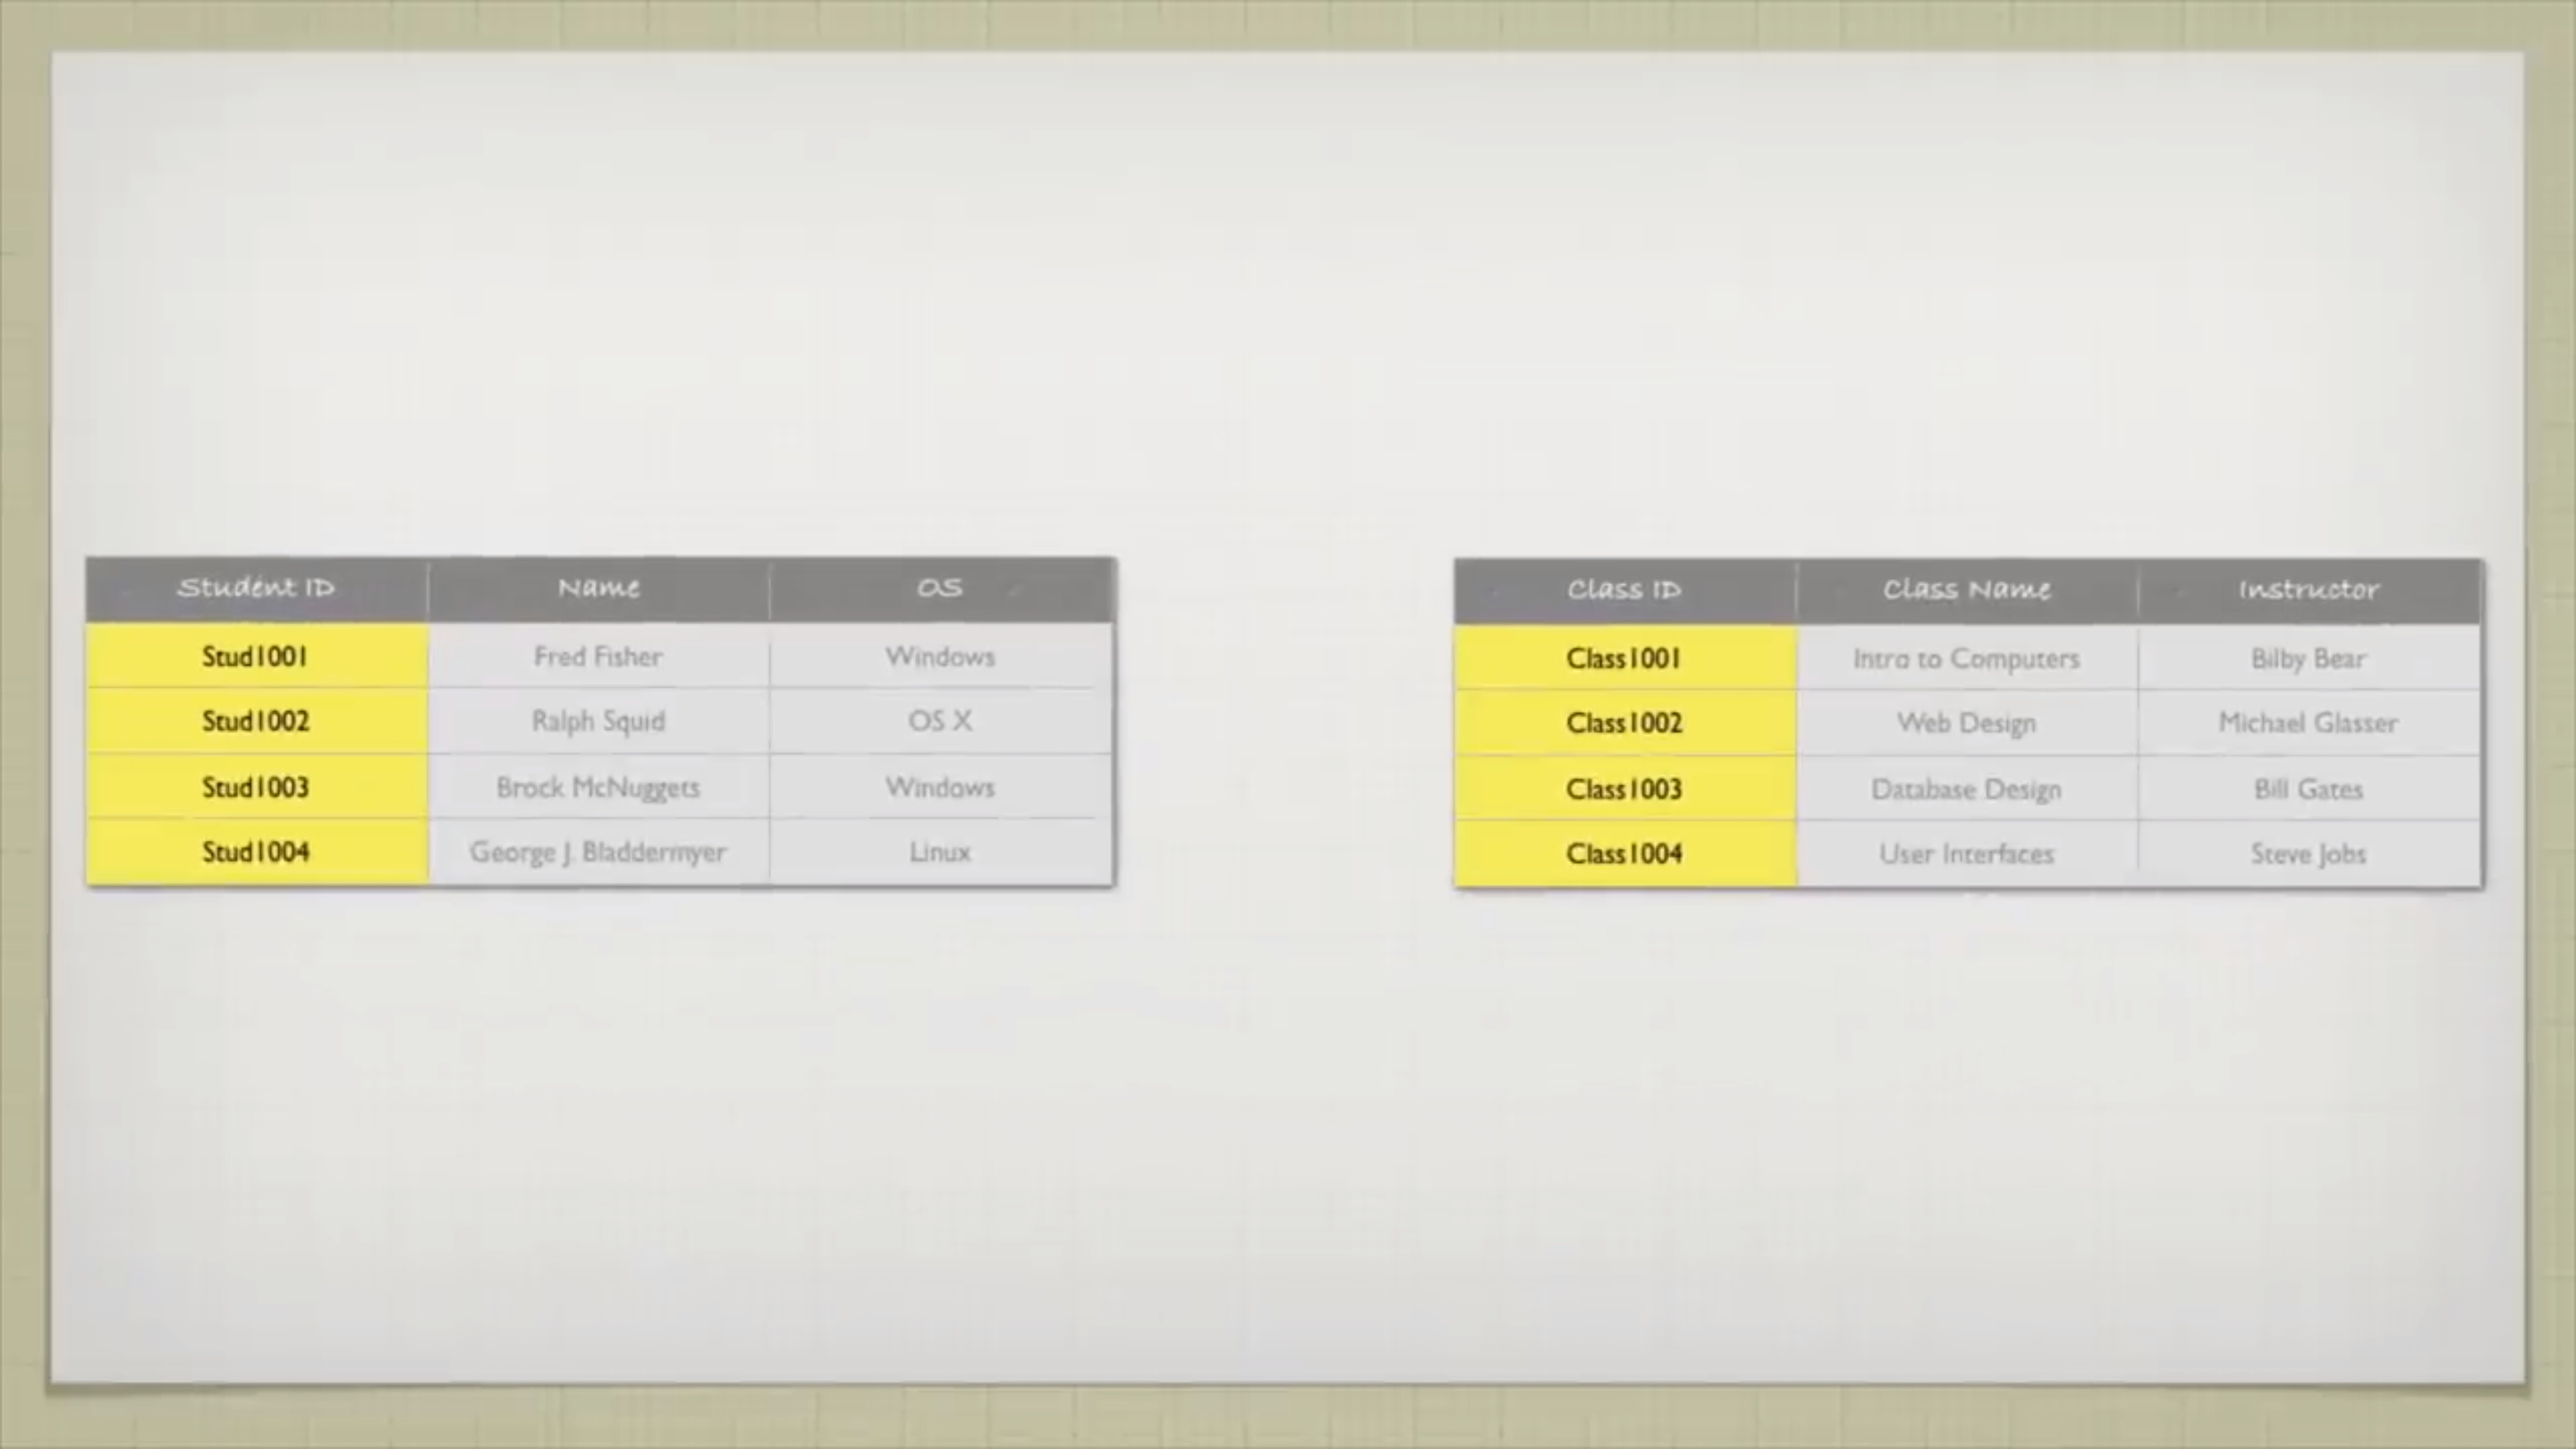 Student ID Name OS
Stud1001 Fred Fisher Windows
Stud1002 Ralph Squid OS X
Stud1003 Brock McNuggets Windows
Stud1004 George J. Bladdermyer Linux
Class ID Class Name Instructor
Class1001 Intro to Computers Bilby Bear
Class1002 Web Design Michael Glasser
Class1003 Database Design Bill Gates
Class1004 User Interfaces Steve Jobs